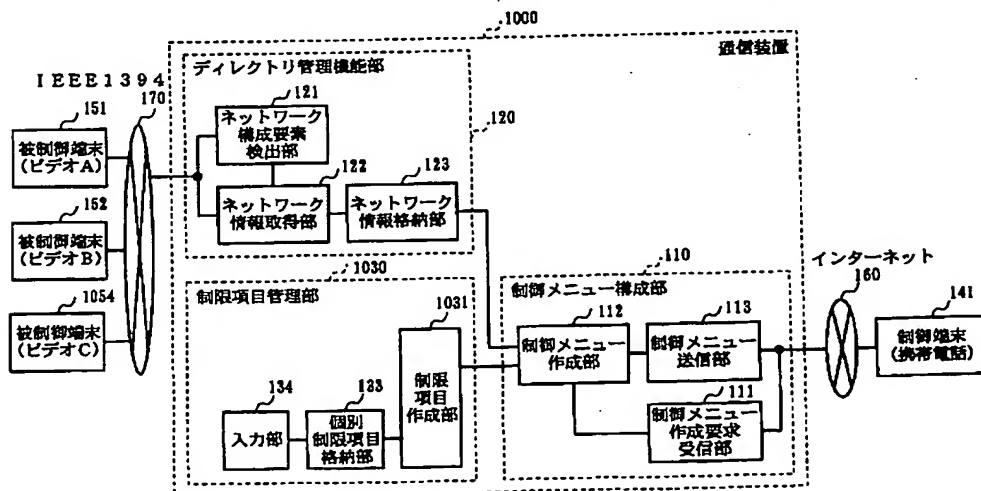 1000
通信装置
ディレクトリ管理機能部
IEEE1394
170
121
ネットワーク
構成要素
検出部
120
151
被制御端末
(ビデオA)
122
ネットワーク
情報取得部
123
ネットワーク
情報格納部
152
被制御端末
(ビデオB)
1054
被制御端末
(ビデオC)
1030
制限項目管理部
1031
制限
項目
作成部
134
入力部
123
個別
制限項目
格納部
110
制御メニュー構成部
112
制御メニュー
作成部
113
制御メニュー
送信部
111
制御メニュー
作成要求
受信部
インターネット
160
141
制御端末
(携帯電話)